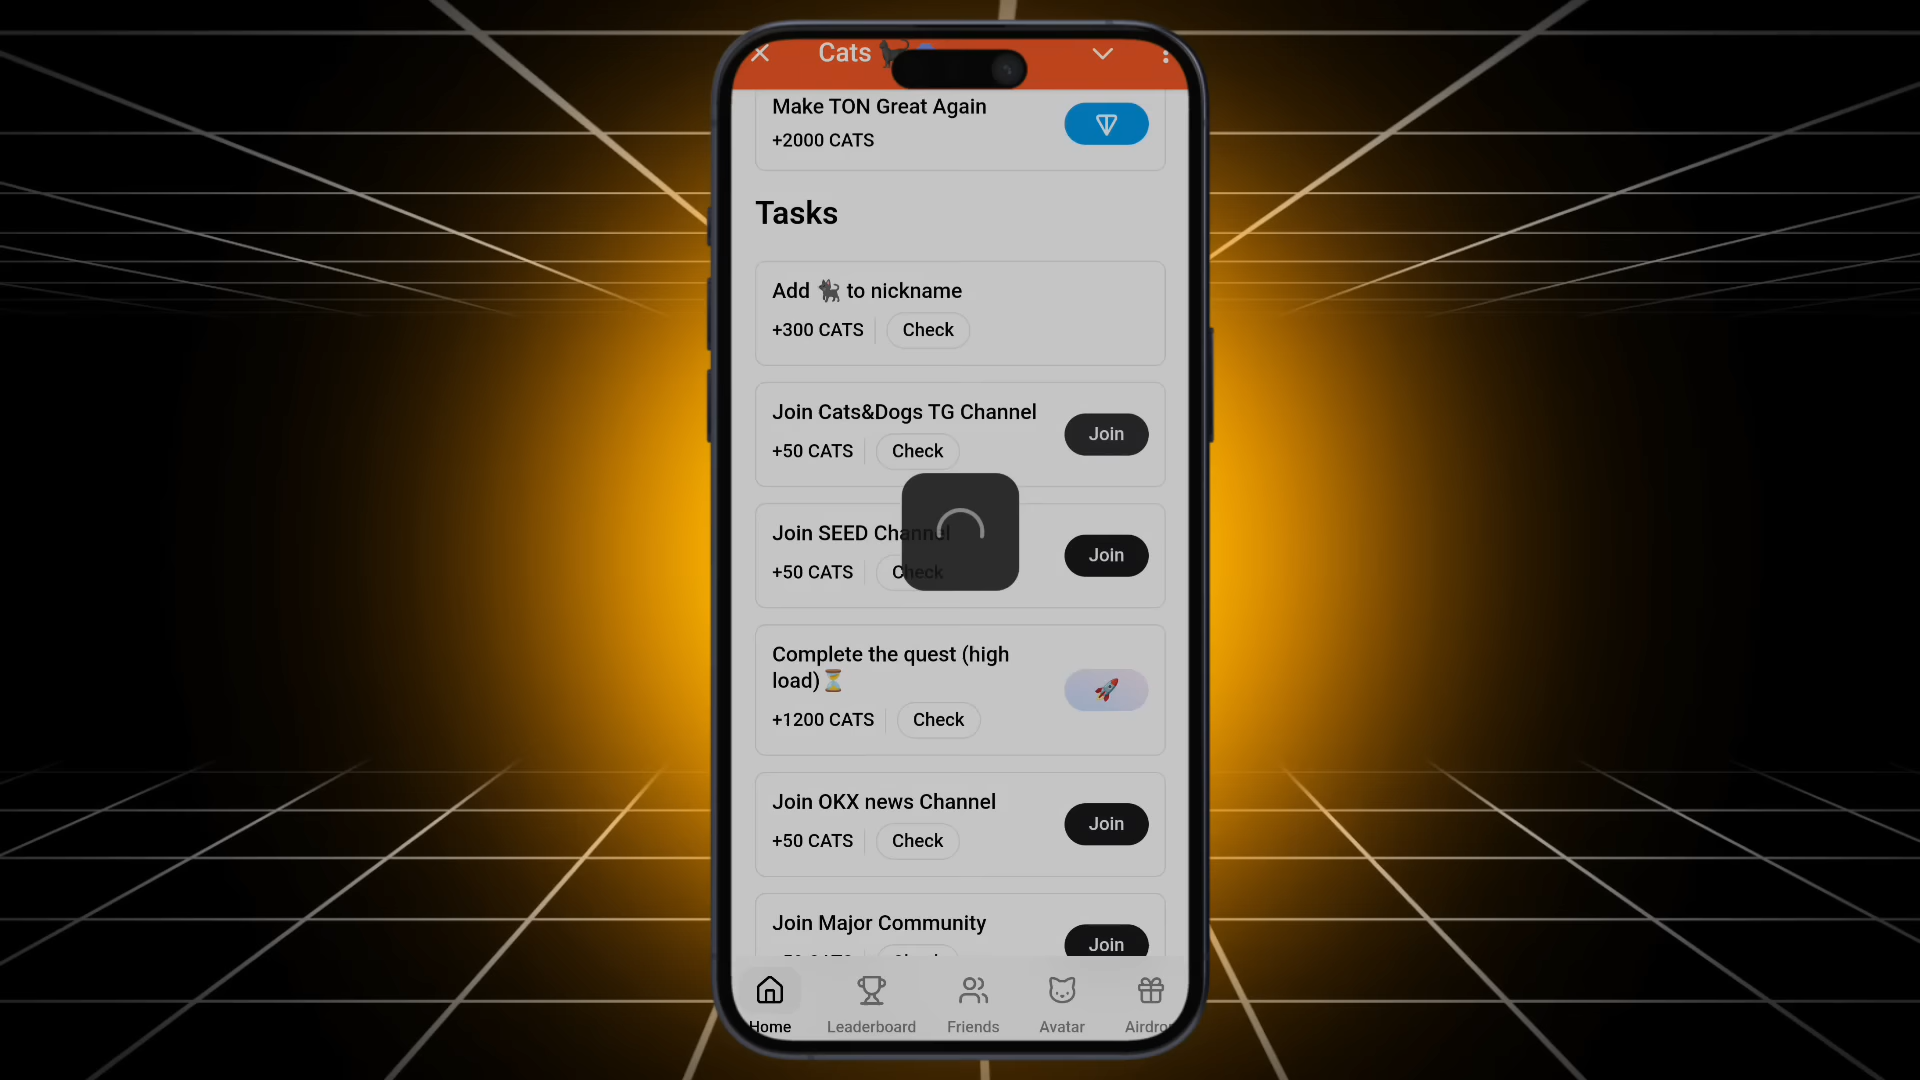 Cats 🐈‍⬛
Make TON Great Again
+2000 CATS
Tasks
Add 🐈‍⬛ to nickname
+300 CATS
Check
Join Cats&Dogs TG Channel
+50 CATS
Check
Join
Join SEED Channel
+50 CATS
Check
Join
Complete the quest (high
load)⏳
+1200 CATS
Check
Join OKX news Channel
+50 CATS
Check
Join
Join Major Community
Join
Home
Leaderboard
Friends
Avatar
Airdro